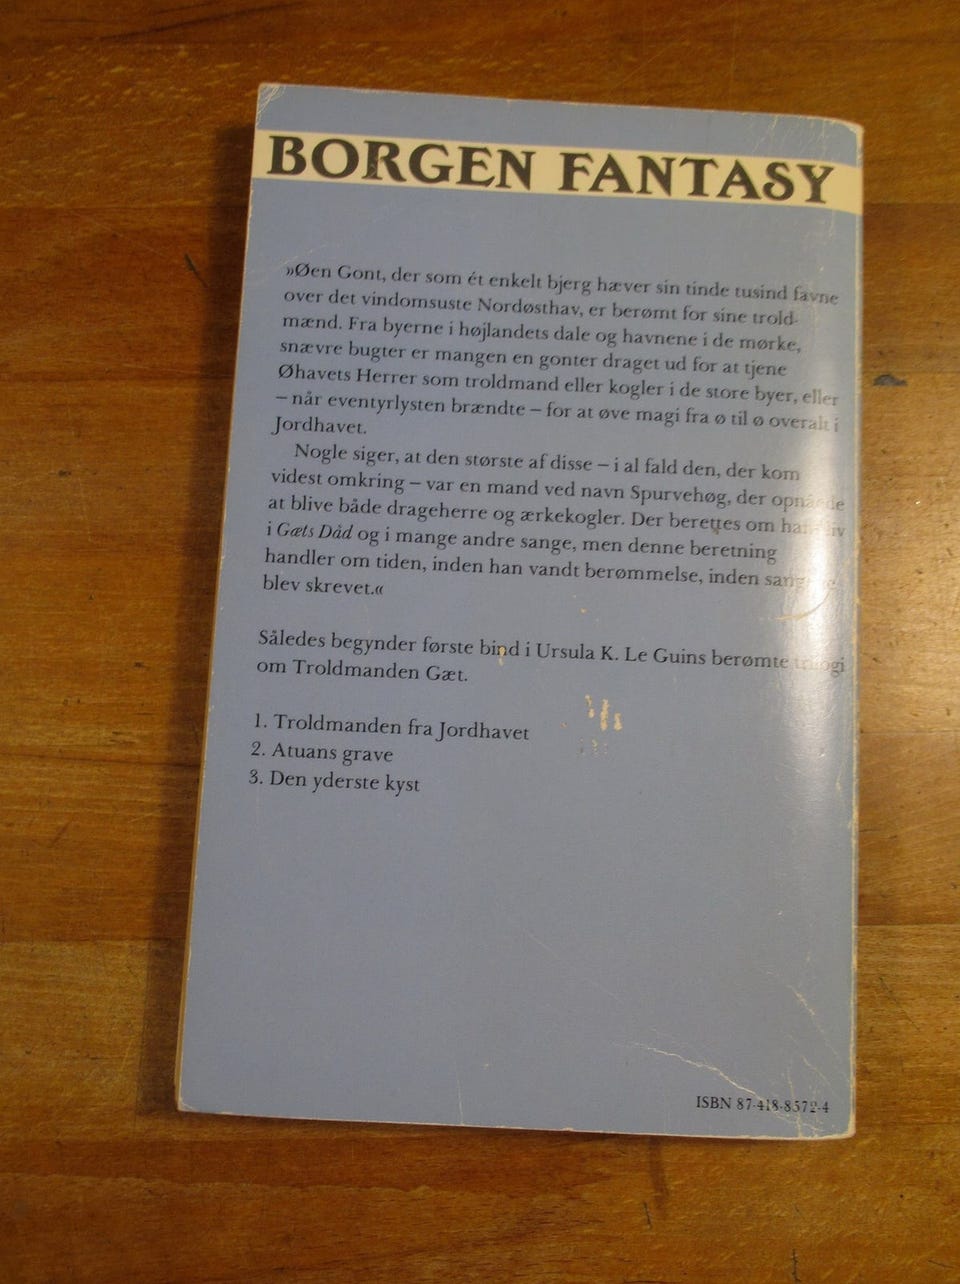 BORGEN FANTASY
»Øen Gont, der som ét enkelt bjerg hæver sin tinde tusind favne
over det vindomsuste Nordøsthav, er berømt for sine trold-
mænd. Fra byerne i højlandets dale og havnene i de mørke,
snævre bugter er mangen en gonter draget ud for at tjene
Øhavets Herrer som troldmand eller kogler i de store byer, eller
– når eventyrlysten brændte – for at øve magi fra ø til ø overalt i
Jordhavet.
Nogle siger, at den største af disse – i al fald den, der kom
videst omkring – var en mand ved navn Spurvehøg, der opnåede
at blive både drageherre og ærkekogler. Der berettes om hans liv
i Gæts Dåd og i mange andre sange, men denne beretning
handler om tiden, inden han vandt berømmelse, inden
blev skrevet.«
Således begynder første bind i Ursula K. Le Guins berømte trilogi
om Troldmanden Gæt.
1. Troldmanden fra Jordhavet
2. Atuans grave
3. Den yderste kyst
ISBN 87-418-8572-4